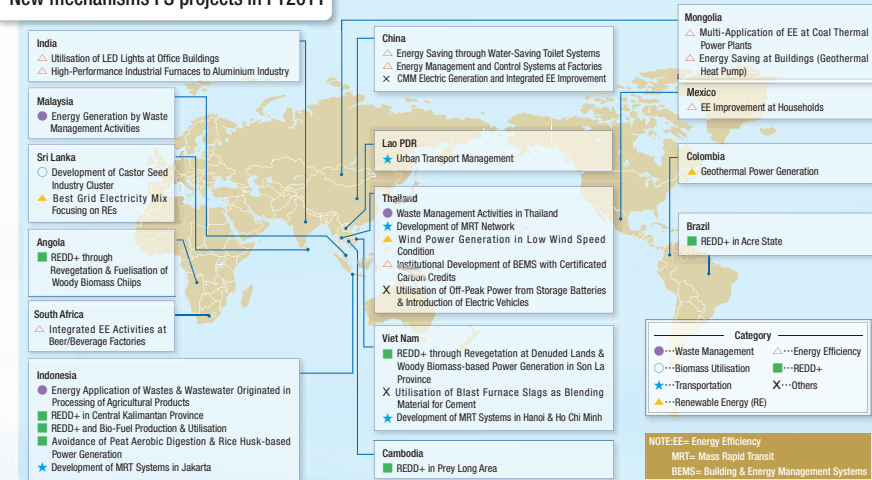 New mechanisms FS projects in FY2011
India
△ Utilisation of LED Lights at Office Buildings
△ High-Performance Industrial Furnaces to Aluminium Industry
Malaysia
● Energy Generation by Waste
Management Activities
Sri Lanka
○ Development of Castor Seed
Industry Cluster
▲ Best Grid Electricity Mix
Focusing on REs
Angola
■ REDD+ through
Revegetation & Fuelisation of
Woody Biomass Chiips
South Africa
△ Integrated EE Activities at
Beer/Beverage Factories
Indonesia
● Energy Application of Wastes & Wastewater Originated in
Processing of Agricultural Products
■ REDD+ in Central Kalimantan Province
■ REDD+ and Bio-Fuel Production & Utilisation
■ Avoidance of Peat Aerobic Digestion & Rice Husk-based
Power Generation
★ Development of MRT Systems in Jakarta
China
△ Energy Saving through Water-Saving Toilet Systems
△ Energy Management and Control Systems at Factories
× CMM Electric Generation and Integrated EE Improvement
Lao PDR
★ Urban Transport Management
Thailand
● Waste Management Activities in Thailand
★ Development of MRT Network
▲ Wind Power Generation in Low Wind Speed
Condition
△ Institutional Development of BEMS with Certificated
Carbon Credits
X Utilisation of Off-Peak Power from Storage Batteries
& Introduction of Electric Vehicles
Viet Nam
■ REDD+ through Revegetation at Denuded Lands &
Woody Biomass-based Power Generation in Son La
Province
X Utilisation of Blast Furnace Slags as Blending
Material for Cement
★ Development of MRT Systems in Hanoi & Ho Chi Minh
Cambodia
■ REDD+ in Prey Long Area
Mongolia
△ Multi-Application of EE at Coal Thermal
Power Plants
△ Energy Saving at Buildings (Geothermal
Heat Pump)
Mexico
△ EE Improvement at Households
Colombia
▲ Geothermal Power Generation
Brazil
■ REDD+ in Acre State
Category
●···Waste Management △···Energy Efficiency
○···Biomass Utilisation ■···REDD+
★···Transportation X···Others
▲···Renewable Energy (RE)
NOTE:EE= Energy Efficiency
MRT= Mass Rapid Transit
BEMS= Building & Energy Management Systems